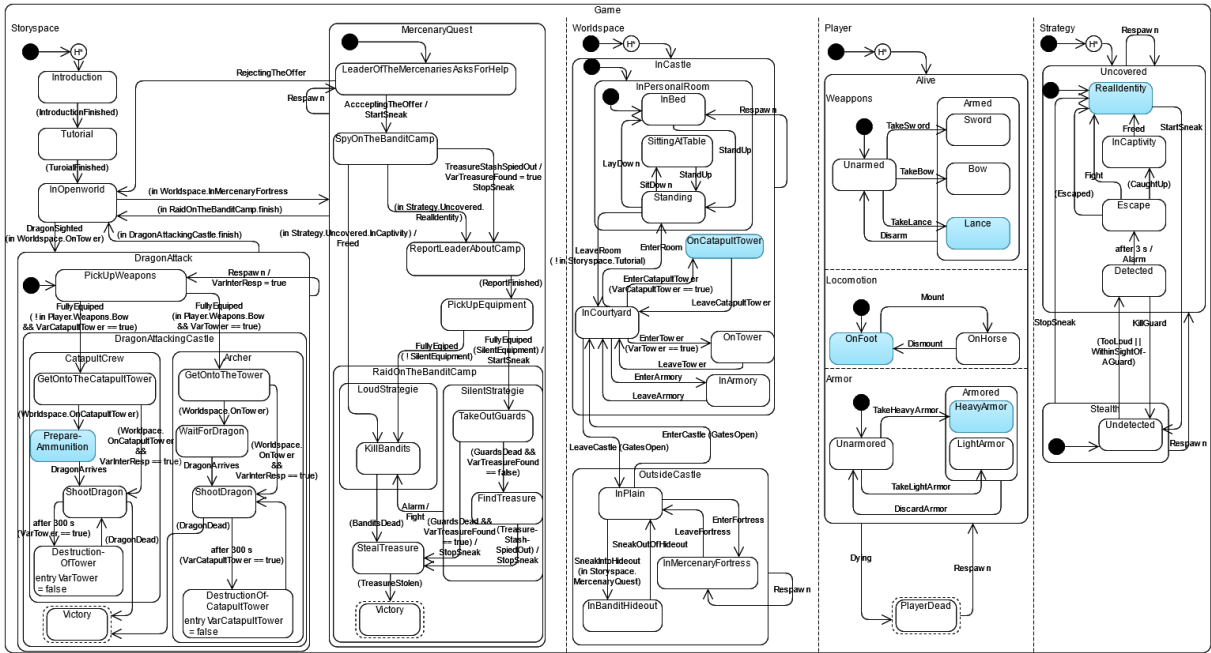 Game
Storyspace
H*
Introduction
(IntroductionFinished)
Tutorial
(TuroialFinished)
InOpenworld
DragonSighted
(in Worldspace.OnTower)
RejectingTheOffer
Respawn
(in Worldspace.InMercenaryFortress)
(in RaidOnTheBanditCamp.finish)
(in DragonAttackingCastle.finish)
DragonAttack
PickUpWeapons
Respawn /
VarInterResp = true
FullyEquiped
( ! in Player.Weapons.Bow
&& VarCatapultTower == true)
FullyEquiped
(in Player.Weapons.Bow
&& VarTower == true)
DragonAttackingCastle
CatapultCrew
GetOntoTheCatapultTower
(Worldspace.OnCatapultTower)
Prepare-
Ammunition
(Worldspace.
OnCatapultTower
&&
VarInterResp == true)
DragonArrives
ShootDragon
after 300 s
(VarTower == true)
(DragonDead)
Destruction-
OfTower
entry VarTower
= false
Victory
Archer
GetOntoTheTower
(Worldspace.OnTower)
WaitForDragon
(Worldspace.
OnTower
&&
VarInterResp == true)
DragonArrives
ShootDragon
(DragonDead)
after 300 s
(VarCatapultTower == true)
DestructionOf-
CatapultTower
entry VarCatapultTower
= false
MercenaryQuest
LeaderOfTheMercenariesAsksForHelp
AccceptingTheOffer /
StartSneak
SpyOnTheBanditCamp
TreasureStashSpiedOut /
VarTreasureFound = true
StopSneak
(in Strategy.Uncovered.
RealIdentity)
(in Strategy.Uncovered.InCaptivity) /
Freed
ReportLeaderAboutCamp
(ReportFinished)
PickUpEquipment
FullyEquiped
( ! SilentEquipment)
FullyEquiped
(SilentEquipment) /
StartSneak
RaidOnTheBanditCamp
LoudStrategie
KillBandits
SilentStrategie
TakeOutGuards
(GuardsDead &&
VarTreasureFound
== false)
FindTreasure
Alarm /
Fight
(BanditsDead)
(GuardsDead &&
VarTreasureFound
== true) /
StopSneak
(Treasure-
Stash-
SpiedOut) /
StopSneak
StealTreasure
(TreasureStolen)
Victory
Worldspace
H*
InCastle
InPersonalRoom
InBed
Respawn
SittingAtTable
StandUp
LayDown
StandUp
SitDown
Standing
LeaveRoom
( ! in Storyspace.Tutorial)
EnterRoom
OnCatapultTower
EnterCatapultTower
(VarCatapultTower == true)
LeaveCatapultTower
InCourtyard
EnterTower
(VarTower == true)
OnTower
LeaveTower
EnterArmory
InArmory
LeaveArmory
EnterCastle (GatesOpen)
LeaveCastle (GatesOpen)
OutsideCastle
InPlain
EnterFortress
LeaveFortress
SneakOutOfHideout
SneakIntoHideout
(in Storyspace.
MercenaryQuest)
InMercenaryFortress
Respawn
InBanditHideout
Player
H*
Alive
Weappons
Armed
TakeSword
Sword
Unarmed
TakeBow
Bow
TakeLance
Lance
Disarm
Locomotion
Mount
OnFoot
Dismount
OnHorse
Armor
Armored
TakeHeavyArmor
HeavyArmor
Unarmored
LightArmor
TakeLightArmor
DiscardArmor
Dying
Respawn
PlayerDead
Strategy
H*
Respawn
Uncovered
RealIdentity
Freed
StartSneak
InCaptivity
Fight
(Escaped)
(CaughtUp)
Escape
after 3 s /
Alarm
Detected
StopSneak
KillGuard
(TooLoud ||
WithinSightOf-
AGuard)
Stealth
Undetected
Respawn